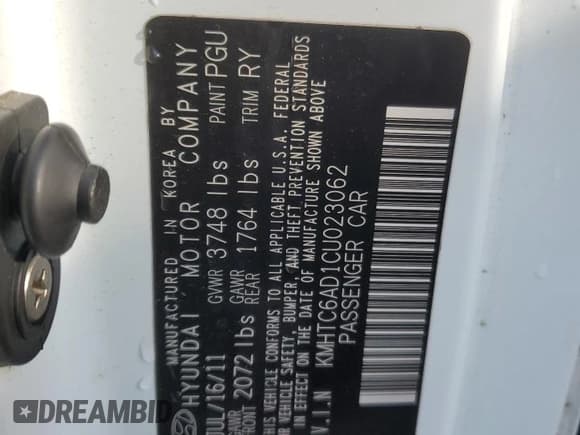 MANUFACTURED IN KOREA BY
HYUNDAI MOTOR COMPANY
JUL/16/11 GVWR 3748 lbs PAINT PGU
GAWR FRONT 2072 lbs GAWR REAR 1764 lbs TRIM RY
THIS VEHICLE CONFORMS TO ALL APPLICABLE U.S.A. FEDERAL
MOTOR VEHICLE SAFETY, BUMPER, AND THEFT PREVENTION STANDARDS
IN EFFECT ON THE DATE OF MANUFACTURE SHOWN ABOVE
V.I.N KMHTC6AD1CU023062
PASSENGER CAR
DREAMBID